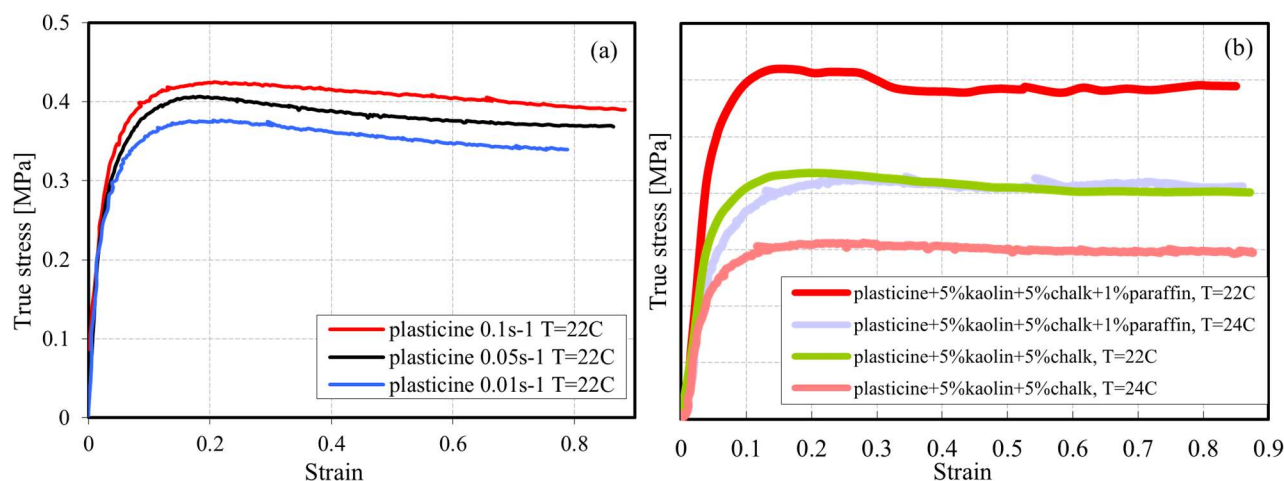 0.5
0.4
0.3
0.2
0.1
0
True stress [MPa]
(a)
plasticine 0.1s-1 T=22C
plasticine 0.05s-1 T=22C
plasticine 0.01s-1 T=22C
0 0.2 0.4 0.6 0.8
Strain
True stress [MPa]
(b)
plasticine+5%kaolin+5%chalk+1%paraffin, T=22C
plasticine+5%kaolin+5%chalk+1%paraffin, T=24C
plasticine+5%kaolin+5%chalk, T=22C
plasticine+5%kaolin+5%chalk, T=24C
0 0.1 0.2 0.3 0.4 0.5 0.6 0.7 0.8 0.9
Strain